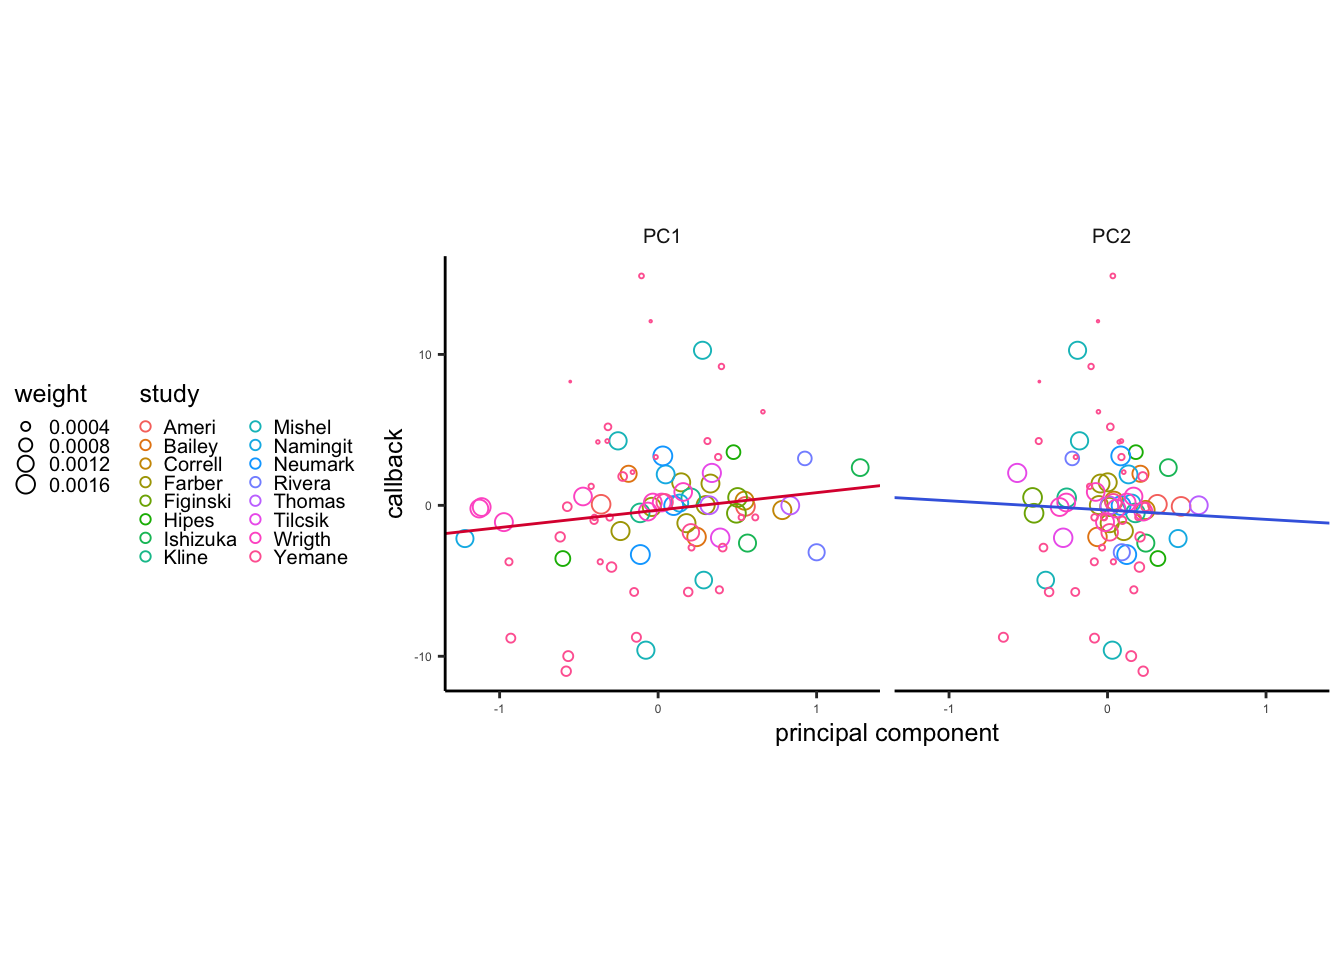 PC1
PC2
weight
0.0004
0.0008
0.0012
0.0016
study
Ameri
Bailey
Correll
Farber
Figinski
Hipes
Ishizuka
Kline
Mishel
Namingit
Neumark
Rivera
Thomas
Tilcsik
Wrigth
Yemane
callback
10
0
-10
-1
0
1
-1
0
1
principal component